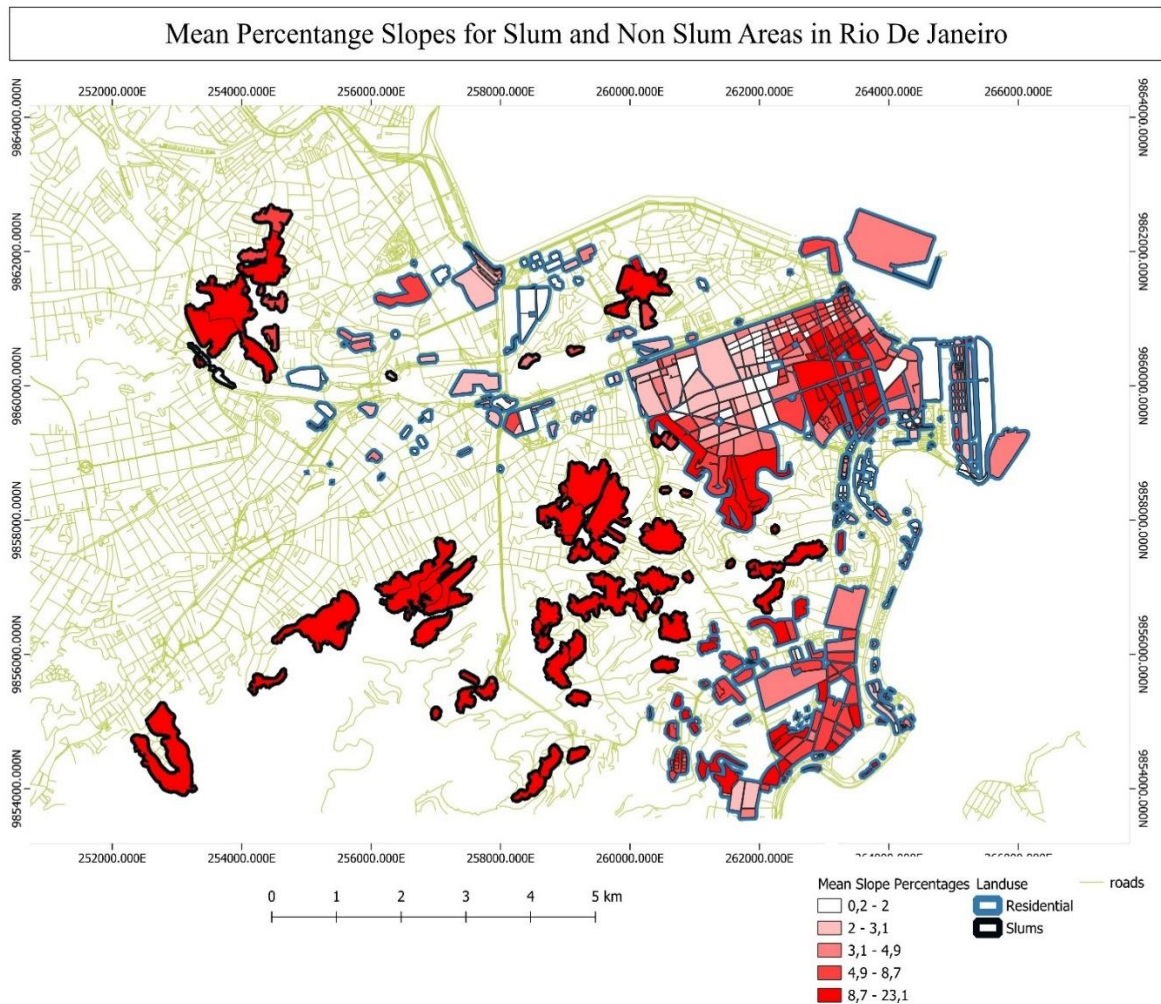 Mean Percentange Slopes for Slum and Non Slum Areas in Rio De Janeiro
252000.000E 254000.000E 256000.000E 258000.000E 260000.000E 262000.000E 264000.000E 266000.000E
9864000.000N 9864000.000N
9862000.000N 9862000.000N
9860000.000N 9860000.000N
9858000.000N 9858000.000N
9856000.000N 9856000.000N
9854000.000N 9854000.000N
252000.000E 254000.000E 256000.000E 258000.000E 260000.000E 262000.000E 264000.000E 266000.000E
0 1 2 3 4 5 km
Mean Slope Percentages Landuse roads
0,2 - 2 Residential
2 - 3,1 Slums
3,1 - 4,9
4,9 - 8,7
8,7 - 23,1